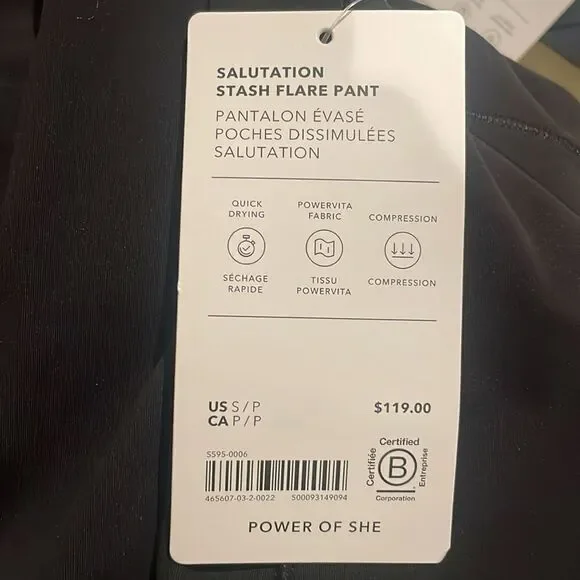 SALUTATION
STASH FLARE PANT
PANTALON ÉVASÉ
POCHES DISSIMULÉES
SALUTATION
QUICK DRYING
POWERVITA FABRIC
COMPRESSION
SÉCHAGE RAPIDE
TISSU POWERVITA
COMPRESSION
US S / P
CA P / P
$119.00
S595-0006
465607-03-2-0022 S00093149094
Certified
Certifiée
B
Entreprise
Corporation
POWER OF SHE